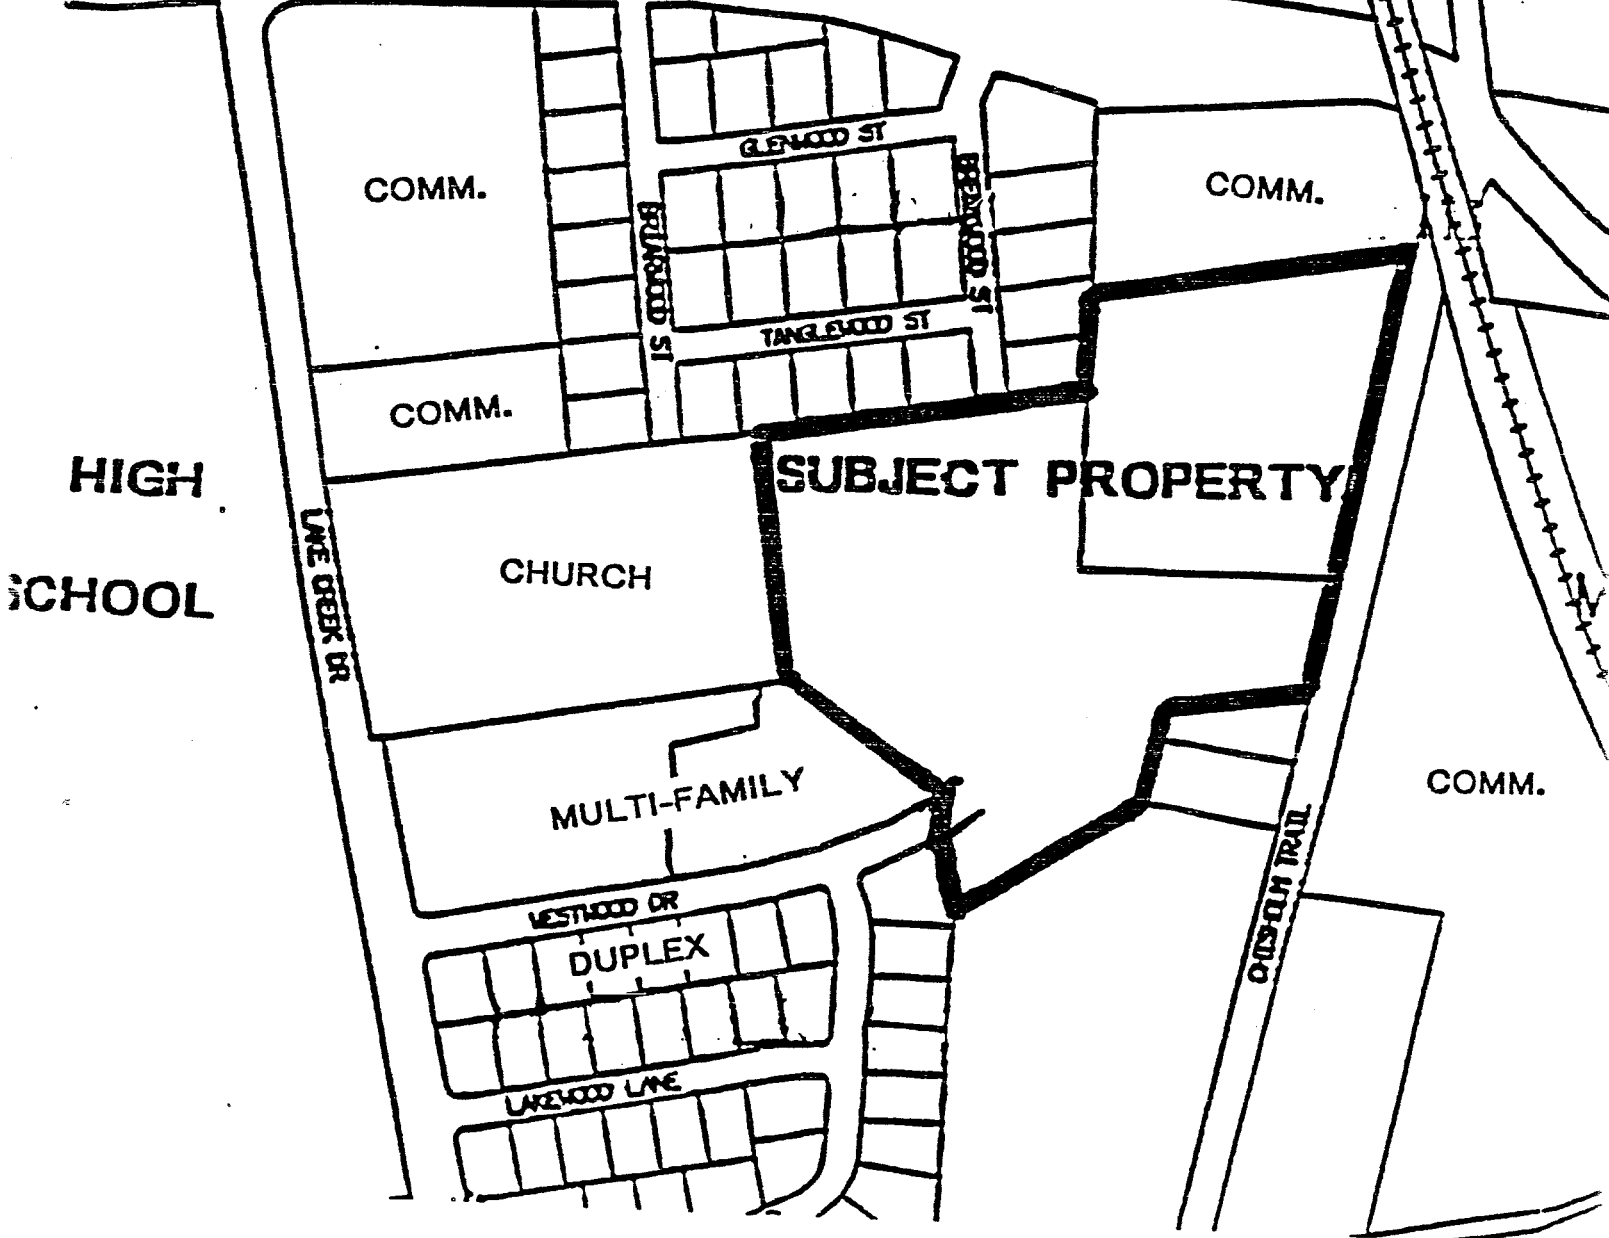 GLENWOOD ST
COMM.
COMM.
BRIARWOOD ST
BRENTWOOD ST
TANGLEWOOD ST
COMM.
HIGH
SCHOOL
SUBJECT PROPERTY
LAKE CREEK DR
CHURCH
MULTI-FAMILY
COMM.
CHISHOLM TRAIL
WESTWOOD DR
DUPLEX
LAKEWOOD LANE